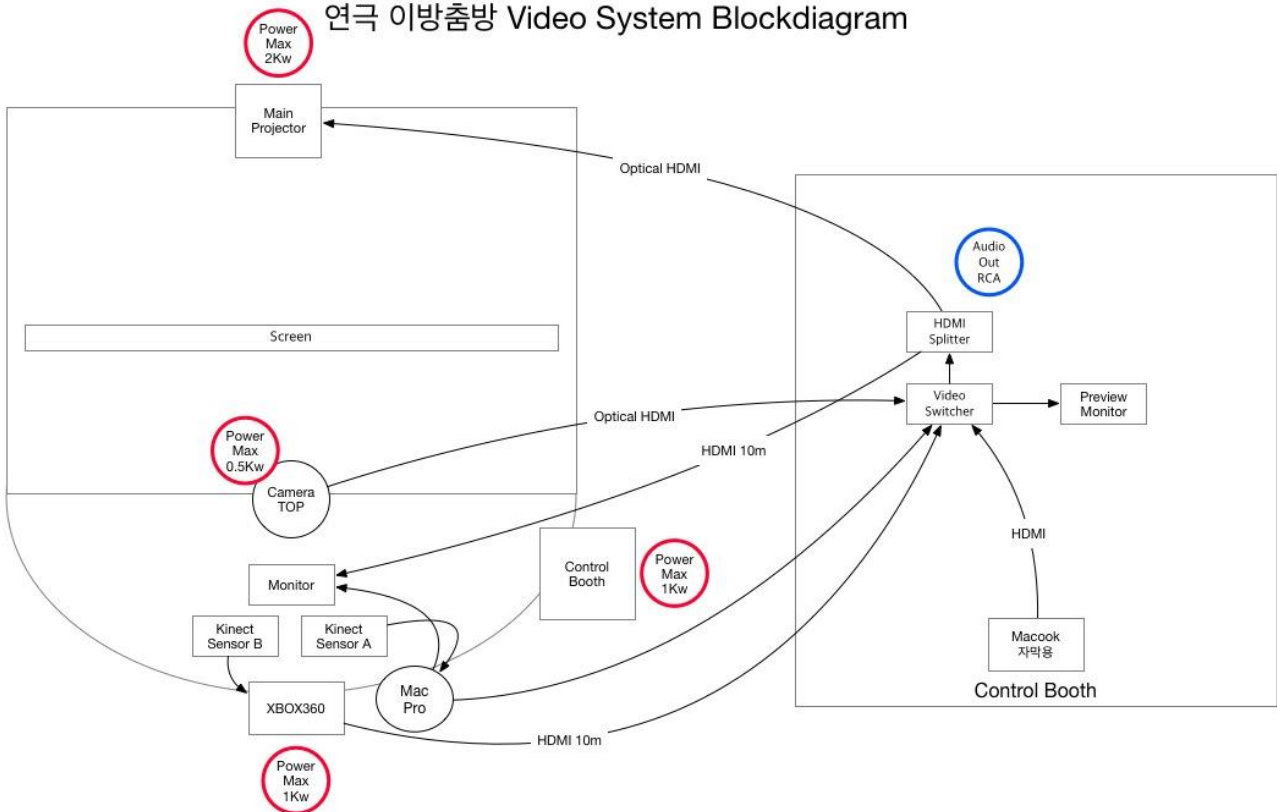 연극 이방춤방 Video System Blockdiagram
Power
Max
2Kw
Main
Projector
Optical HDMI
Audio
Out
RCA
HDMI
Splitter
Screen
Video
Switcher
Preview
Monitor
Optical HDMI
Power
Max
0.5Kw
HDMI 10m
Camera
TOP
HDMI
Control
Booth
Power
Max
1Kw
Monitor
Kinect
Sensor B
Kinect
Sensor A
Macook
자막용
Control Booth
Mac
Pro
XBOX360
HDMI 10m
Power
Max
1Kw